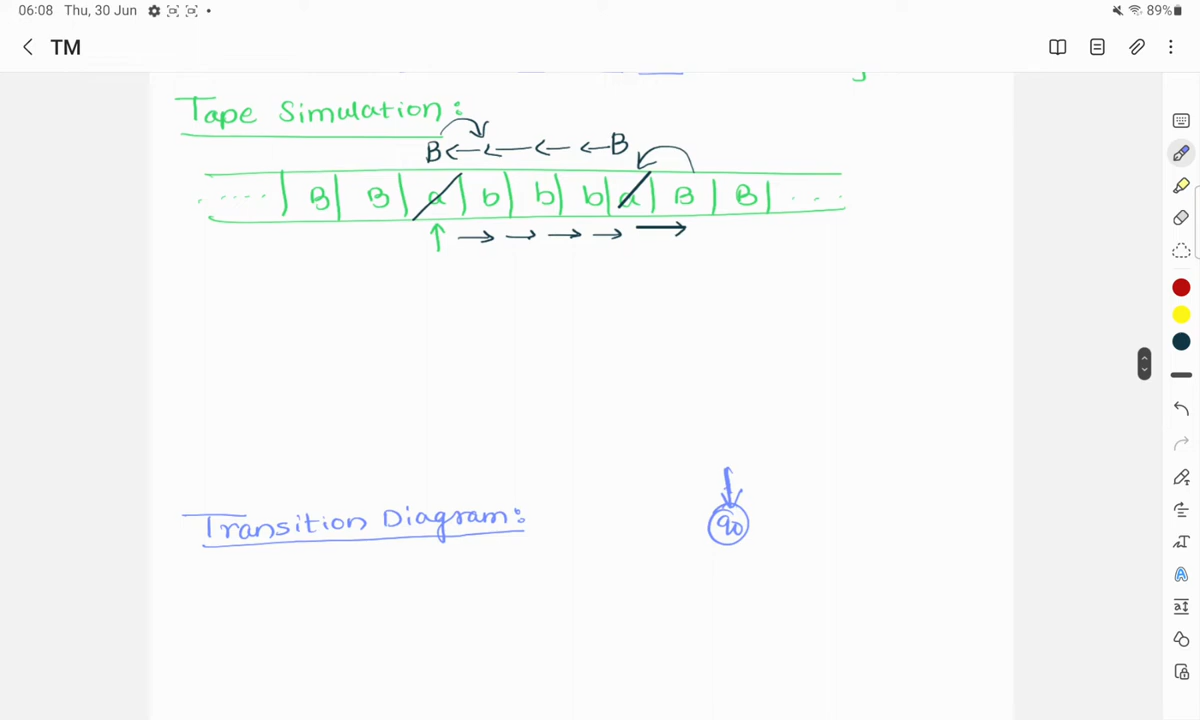 06:08 Thu, 30 Jun 89%
TM
Tape Simulation:
B B
..... B B a b b b a B B ...
Transition Diagram:
q0